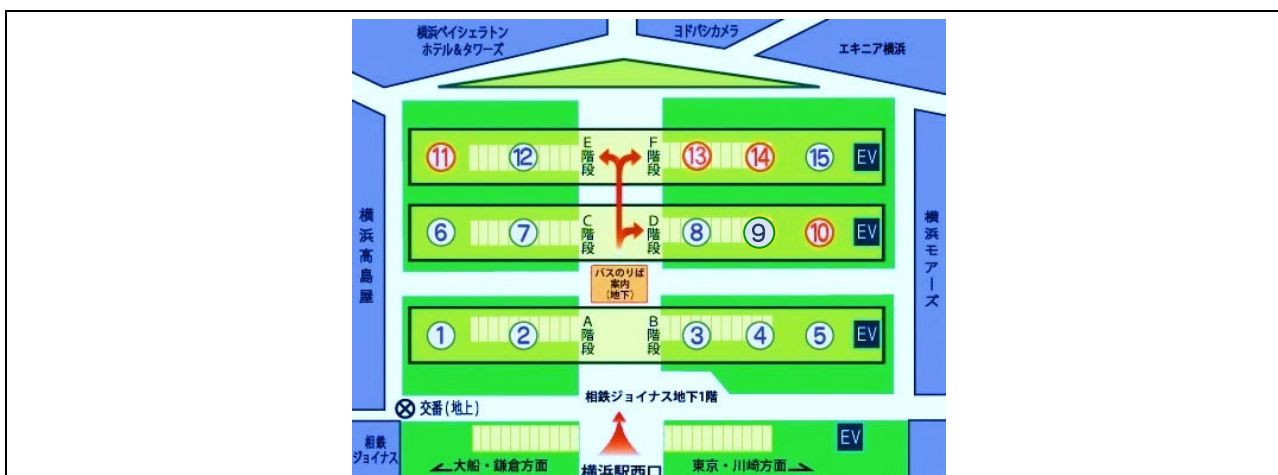 横浜ベイシェラトン
ホテル&タワーズ
ヨドバシカメラ
エキニア横浜
横浜高島屋
横浜モアーズ
⑪
⑫
E階段
F階段
⑬
⑭
⑮
EV
⑥
⑦
C階段
D階段
⑧
⑨
⑩
EV
バスのりば
案内
(地下)
①
②
A階段
B階段
③
④
⑤
EV
相鉄ジョイナス地下1階
交番(地上)
相鉄
ジョイナス
EV
←大船・鎌倉方面
横浜駅西口
東京・川崎方面→